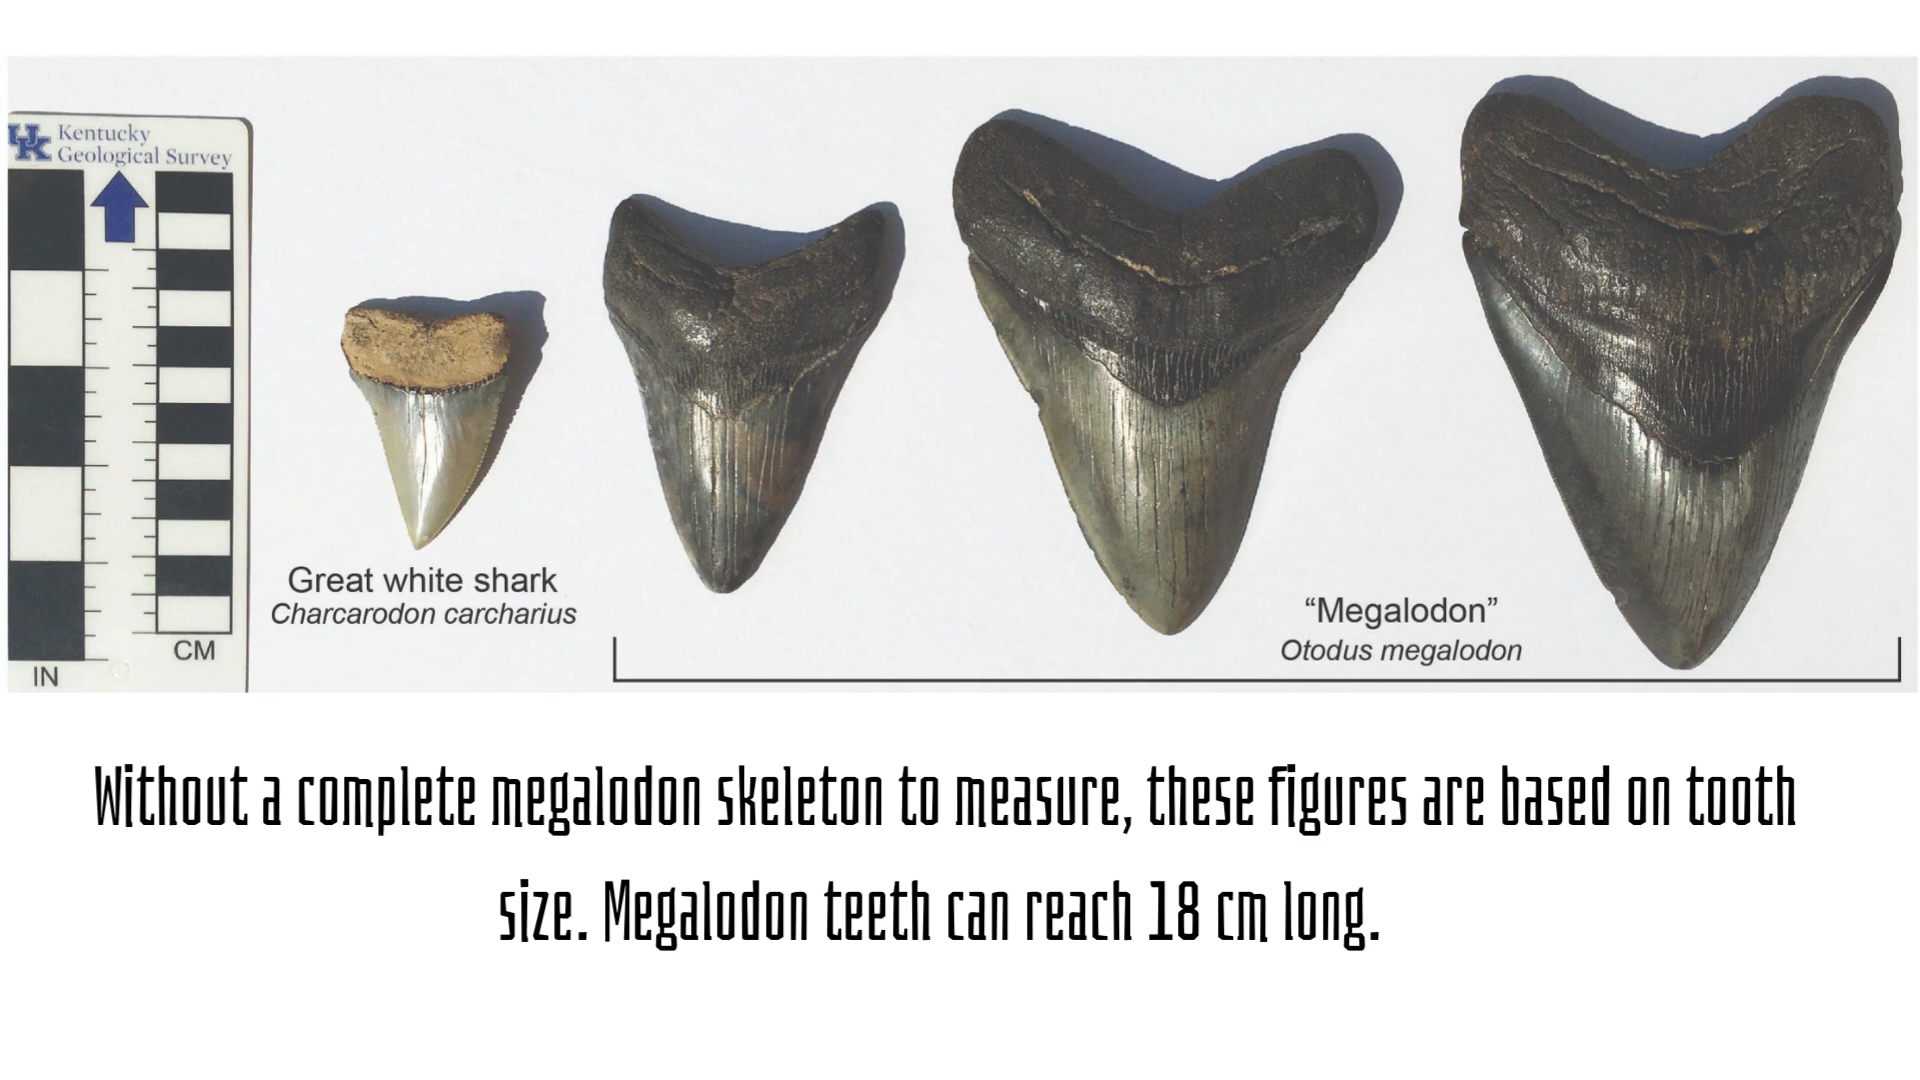 Kentucky
Geological Survey
CM
IN
Great white shark
Charcarodon carcharius
“Megalodon”
Otodus megalodon
Without a complete megalodon skeleton to measure, these figures are based on tooth
size. Megalodon teeth can reach 18 cm long.